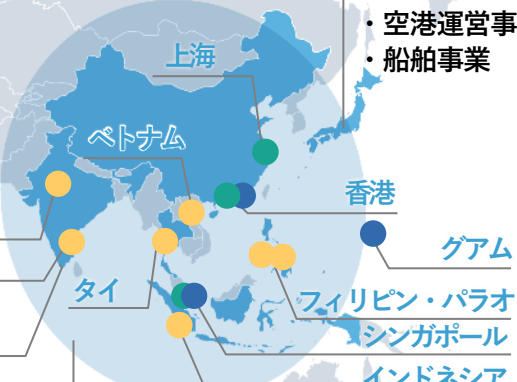 ・空港運営事
・船舶事業
上海
ベトナム
香港
グアム
タイ
フィリピン・パラオ
シンガポール
インドネシア